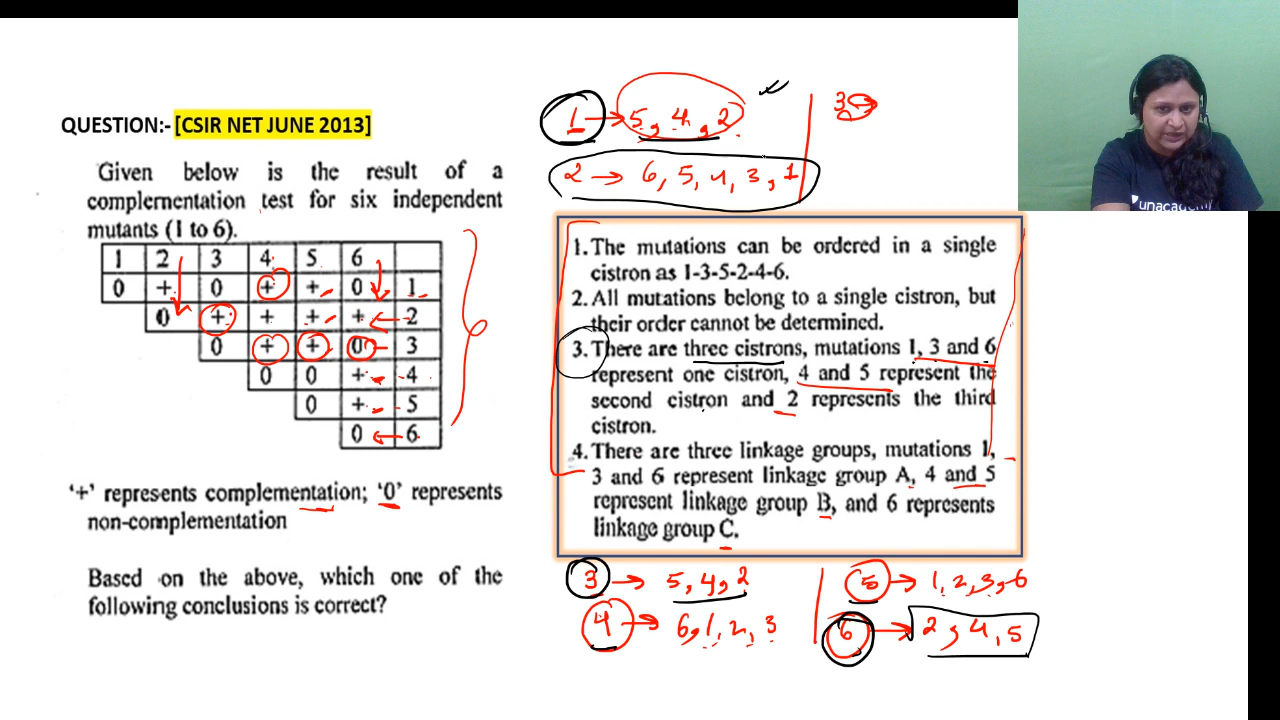 QUESTION:- [CSIR NET JUNE 2013]
Given below is the result of a
complementation test for six independent
mutants (1 to 6).
1 2 3 4 5 6
0 + 0 + + 0 1
0 + + + + 2
0 + + 0 3
0 0 + 4
0 + 5
0 6
'+' represents complementation; '0' represents
non-complementation
Based on the above, which one of the
following conclusions is correct?
1 → 5, 4, 2
2 → 6, 5, 4, 3, 1
3
unacademy
1. The mutations can be ordered in a single
cistron as 1-3-5-2-4-6.
2. All mutations belong to a single cistron, but
their order cannot be determined.
3. There are three cistrons, mutations 1, 3 and 6
represent one cistron, 4 and 5 represent the
second cistron and 2 represents the third
cistron.
4. There are three linkage groups, mutations 1,
3 and 6 represent linkage group A, 4 and 5
represent linkage group B, and 6 represents
linkage group C.
3 → 5, 4, 2
4 → 6, 1, 2, 3
5 → 1, 2, 3, 6
6 → 2, 4, 5